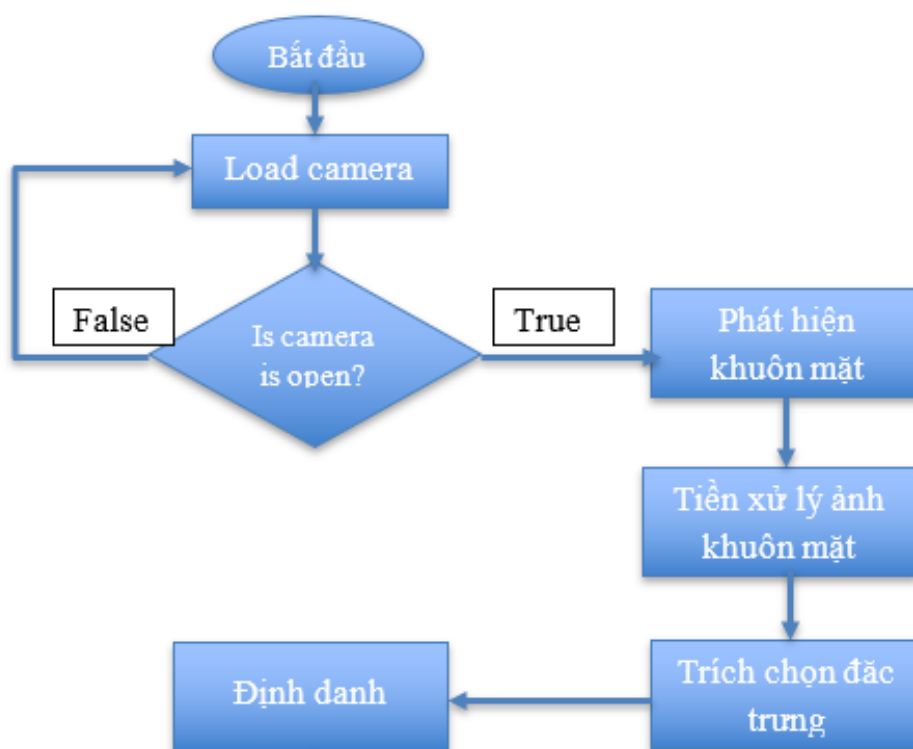 Bắt đầu
Load camera
False
Is camera
is open?
True
Phát hiện
khuôn mặt
Tiền xử lý ảnh
khuôn mặt
Trích chọn đăc
trưng
Định danh